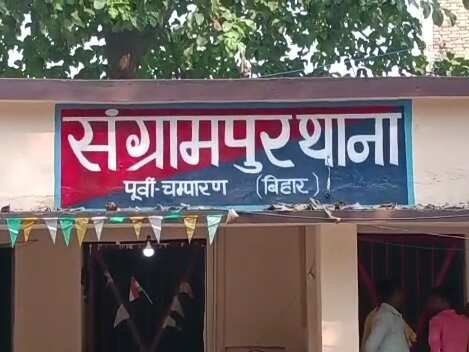 संग्रामपुर थाना
पूर्वी-चम्पारण (बिहार)